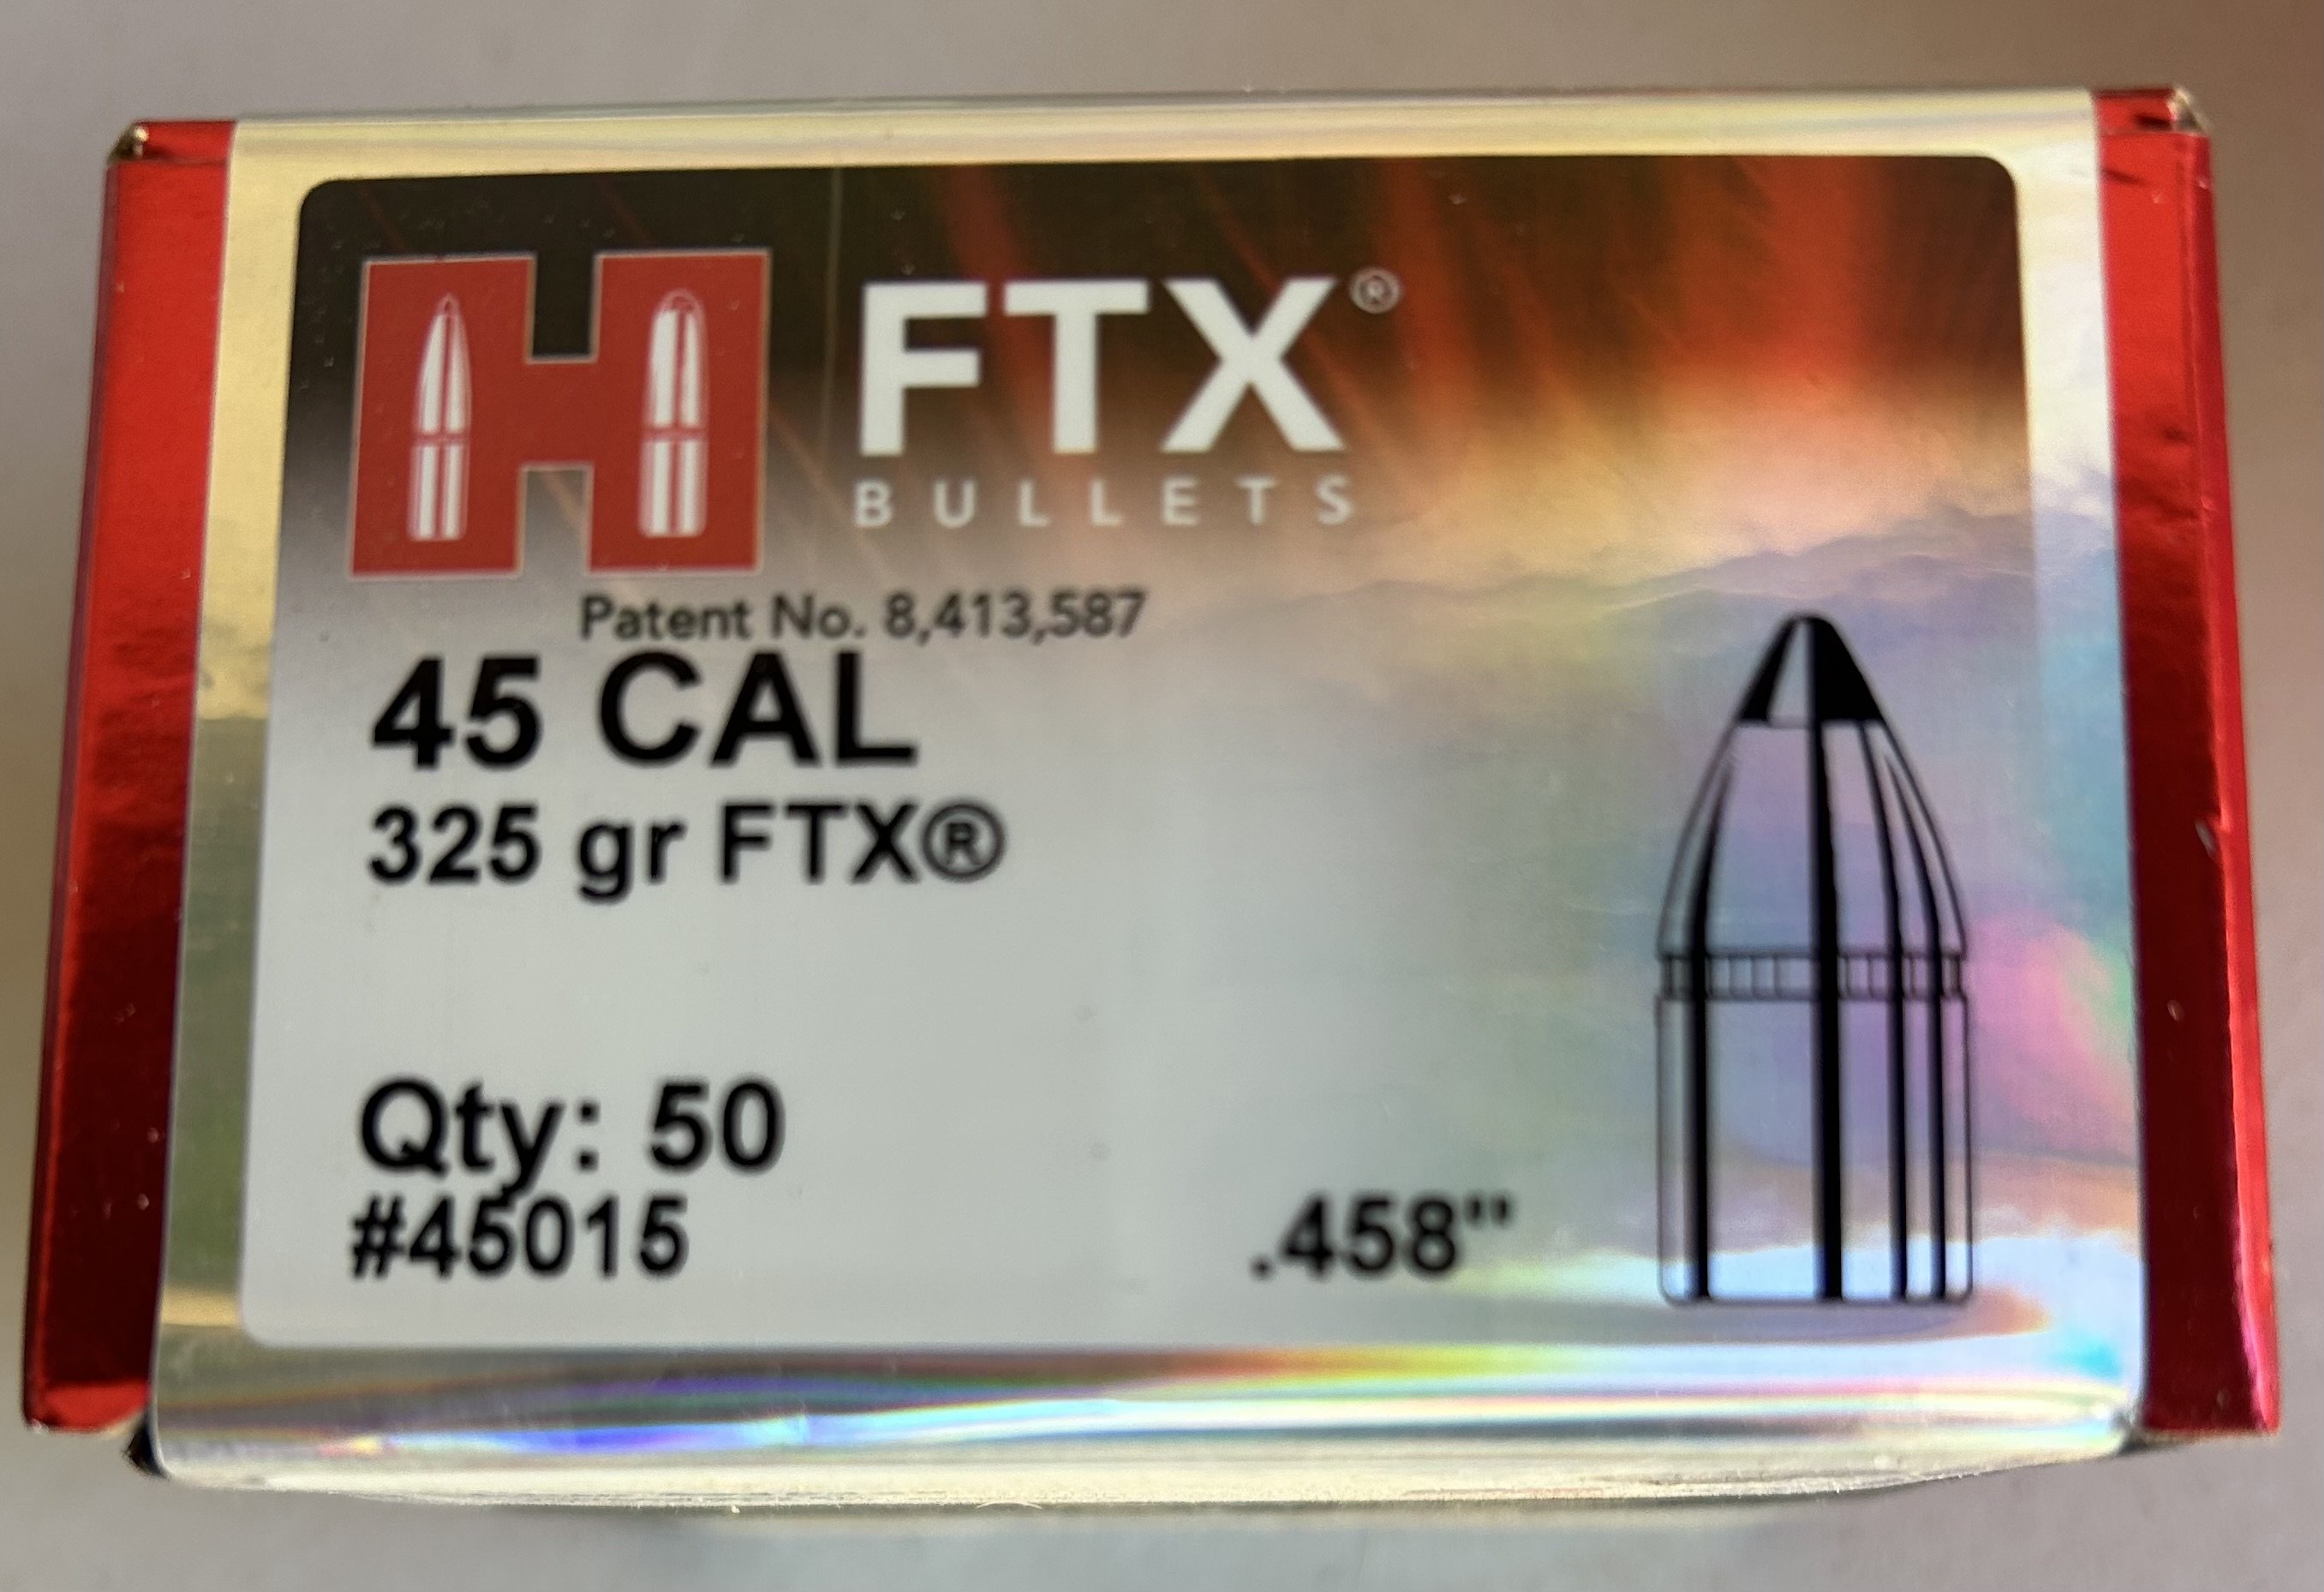 H FTX®
BULLETS
Patent No. 8,413,587
45 CAL
325 gr FTX®
Qty: 50
#45015
.458"